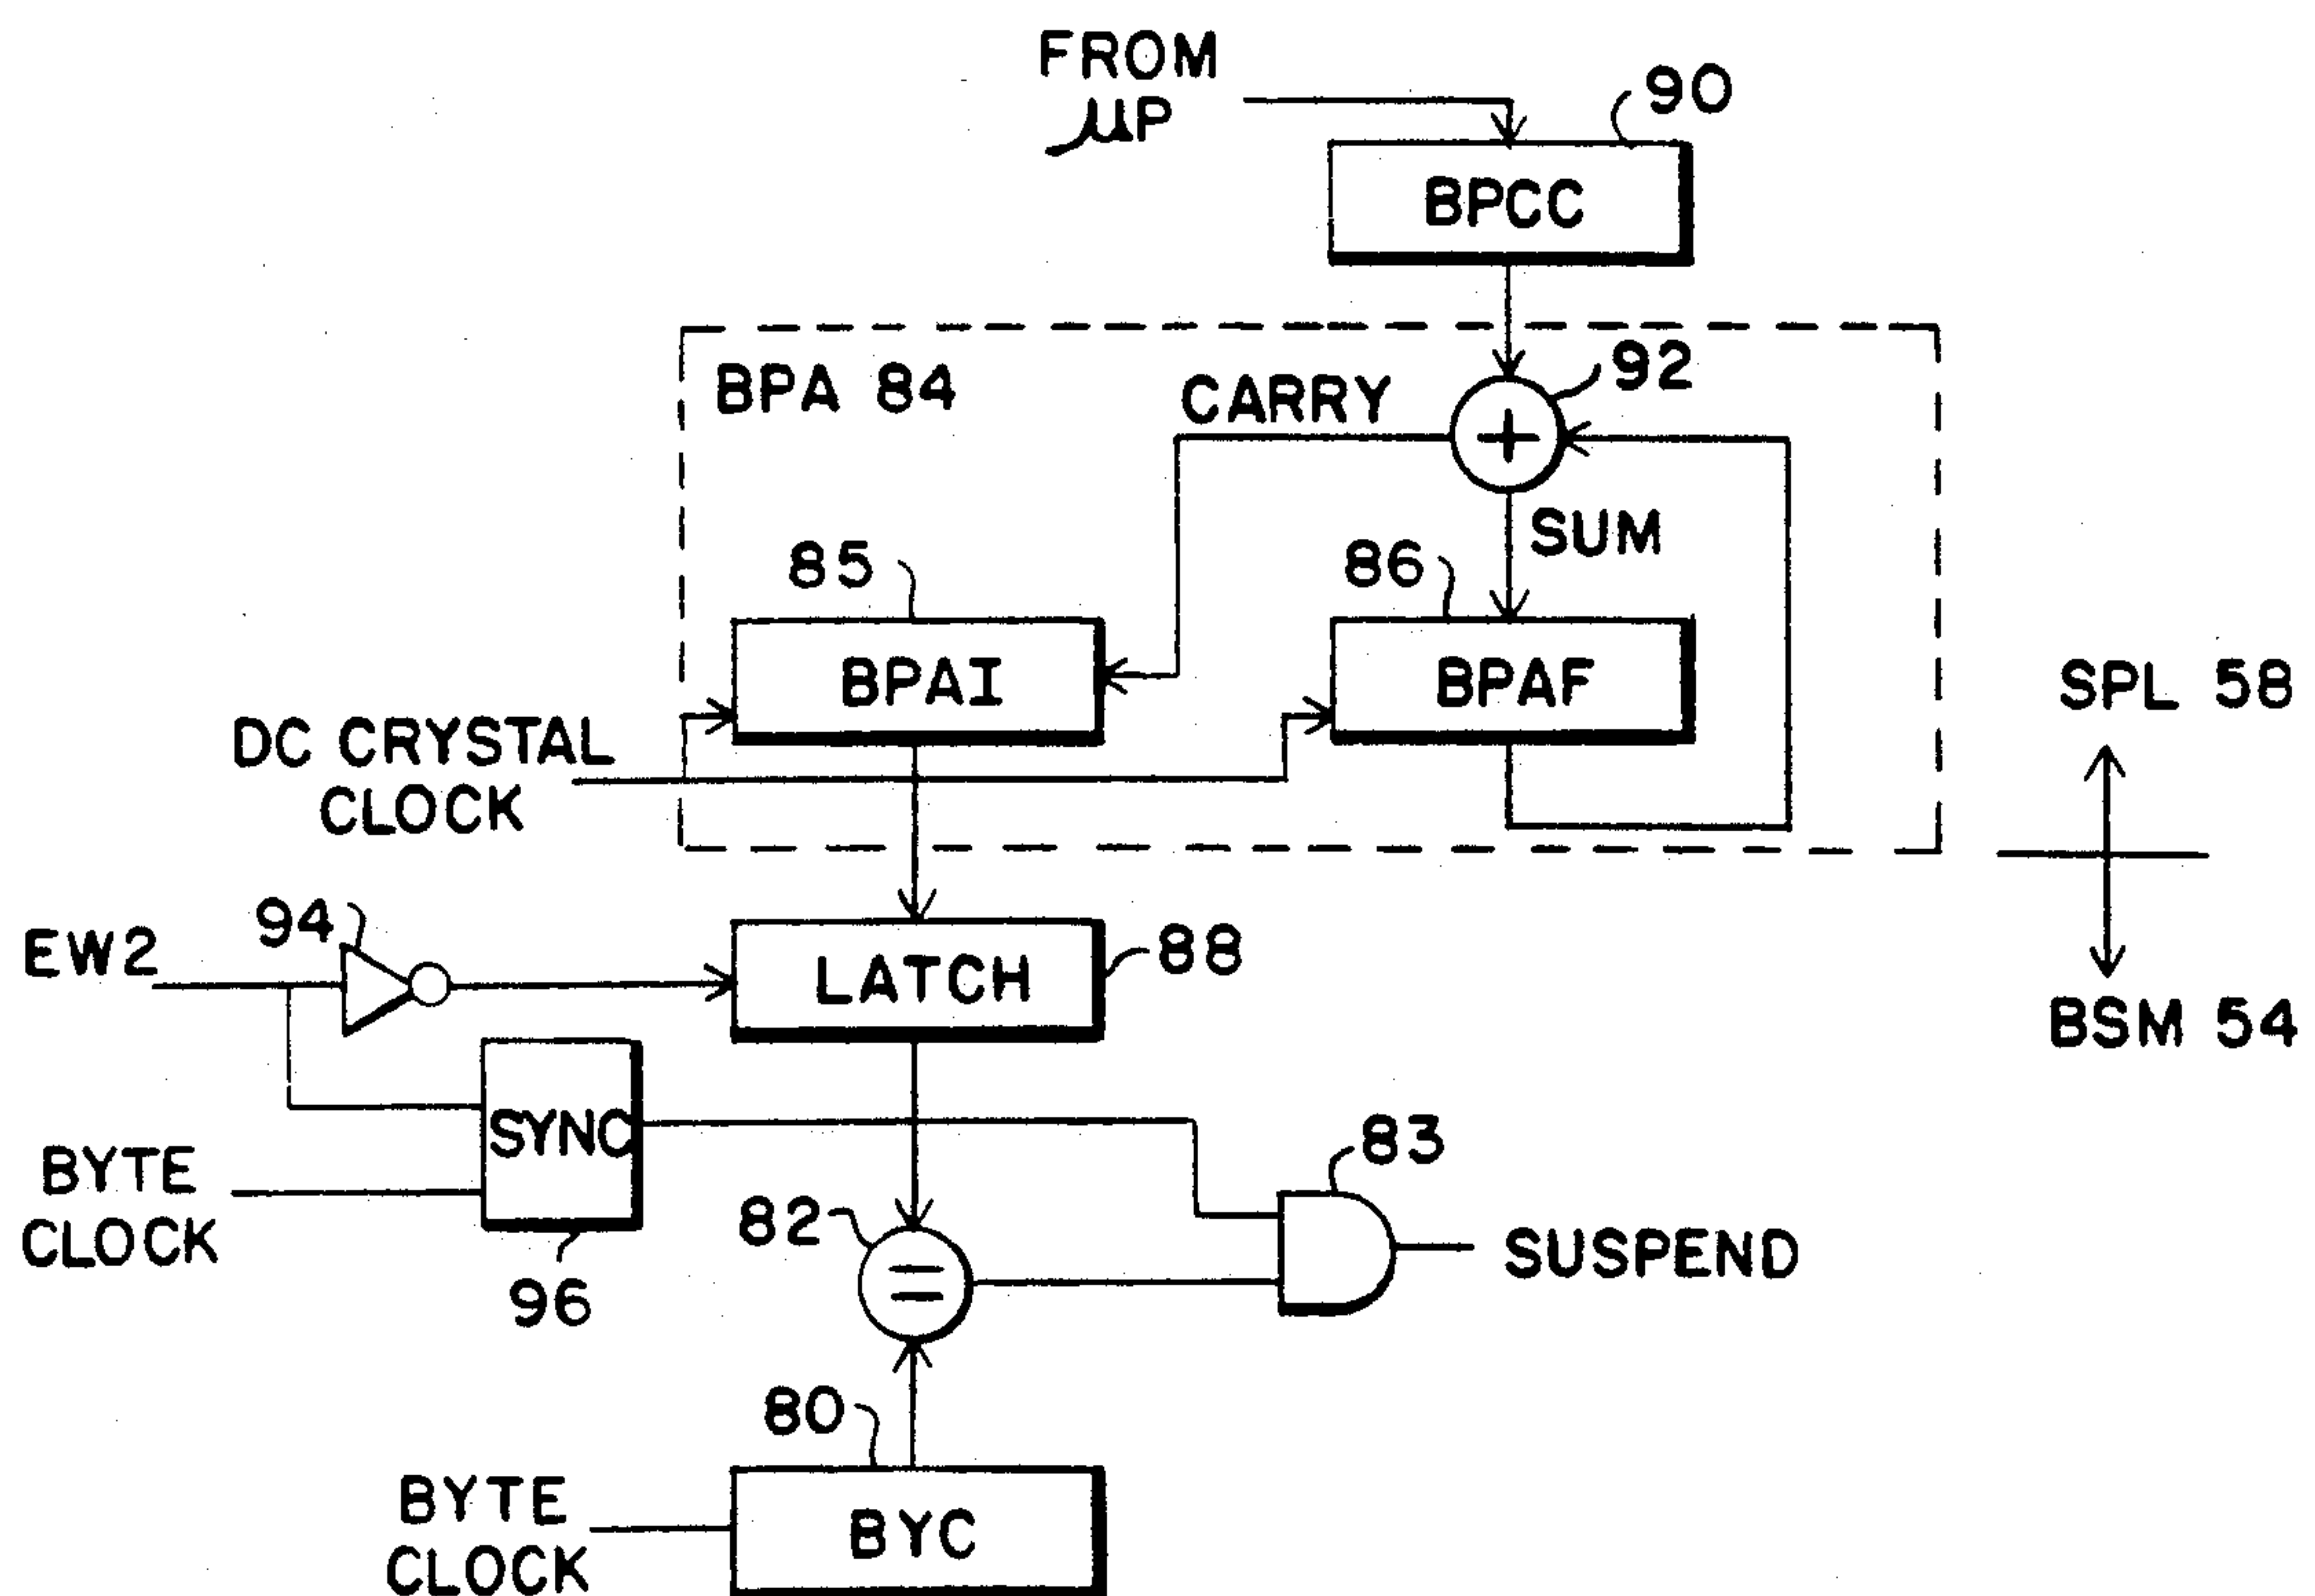 FROM
μP
90
BPCC
BPA 84
CARRY
92
+
SUM
85
86
BPAI
BPAF
SPL 58
DC CRYSTAL
CLOCK
94
EW2
LATCH
88
BSM 54
SYNC
BYTE
CLOCK
83
82
=
SUSPEND
96
80
BYTE
CLOCK
BYC